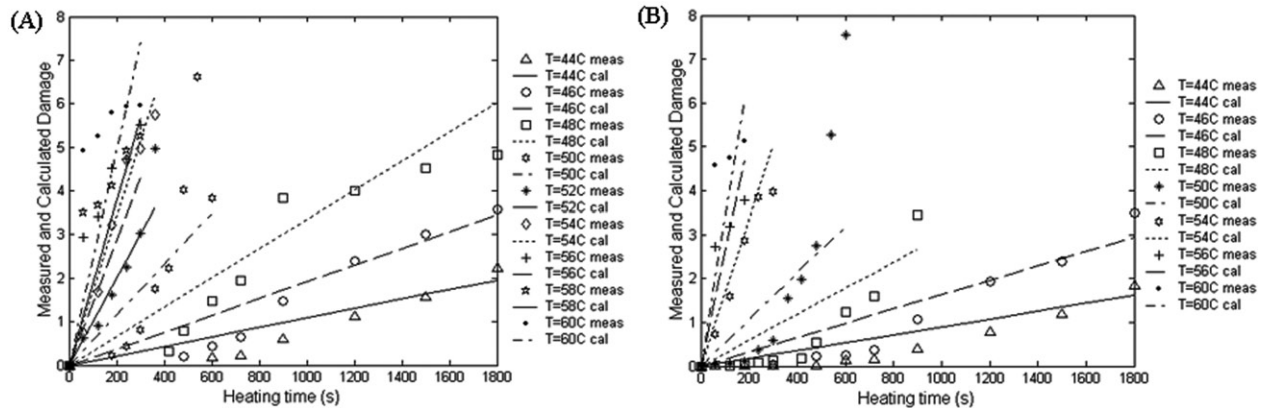 (A)
Measured and Calculated Damage
8
7
6
5
4
3
2
1
0
0 200 400 600 800 1000 1200 1400 1600 1800
Heating time (s)
T=44C meas
T=44C cal
T=46C meas
T=46C cal
T=48C meas
T=48C cal
T=50C meas
T=50C cal
T=52C meas
T=52C cal
T=54C meas
T=54C cal
T=56C meas
T=56C cal
T=58C meas
T=58C cal
T=60C meas
T=60C cal
(B)
Measured and Calculated Damage
8
7
6
5
4
3
2
1
0
0 200 400 600 800 1000 1200 1400 1600 1800
Heating time (s)
T=44C meas
T=44C cal
T=46C meas
T=46C cal
T=48C meas
T=48C cal
T=50C meas
T=50C cal
T=54C meas
T=54C cal
T=56C meas
T=56C cal
T=60C meas
T=60C cal